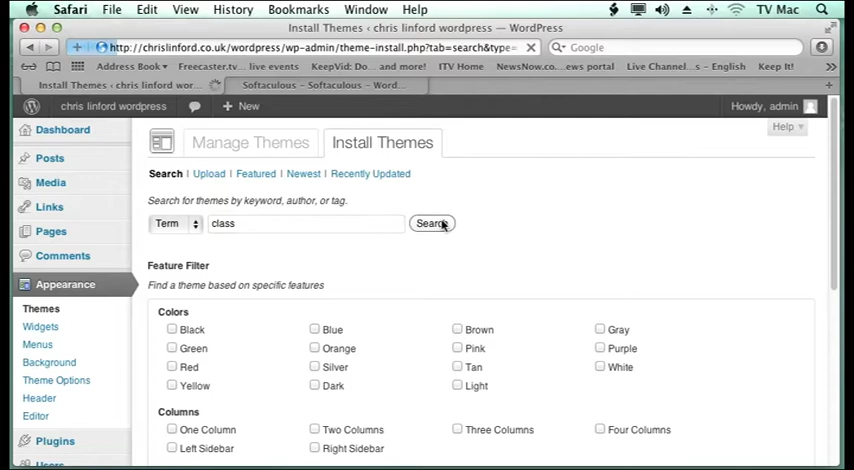 Safari File Edit View History Bookmarks Window Help TV Mac
Install Themes ‹ chris linford wordpress — WordPress
http://chrislinford.co.uk/wordpress/wp-admin/theme-install.php?tab=search&type= Google
Address Book Freecaster.tv... live events KeepVid: Do... and more! ITV Home NewsNow.co....ews portal Live Channel... – English Keep It!
Install Themes ‹ chris linford wor... Softaculous - Softaculous - Word...
chris linford wordpress + New Howdy, admin
Help
Manage Themes Install Themes
Dashboard
Posts
Media
Links
Pages
Comments
Appearance
Themes
Widgets
Menus
Background
Theme Options
Header
Editor
Plugins
Users
Search Upload Featured Newest Recently Updated
Search for themes by keyword, author, or tag.
Term class Search
Feature Filter
Find a theme based on specific features
Colors
Black Blue Brown Gray
Green Orange Pink Purple
Red Silver Tan White
Yellow Dark Light
Columns
One Column Two Columns Three Columns Four Columns
Left Sidebar Right Sidebar